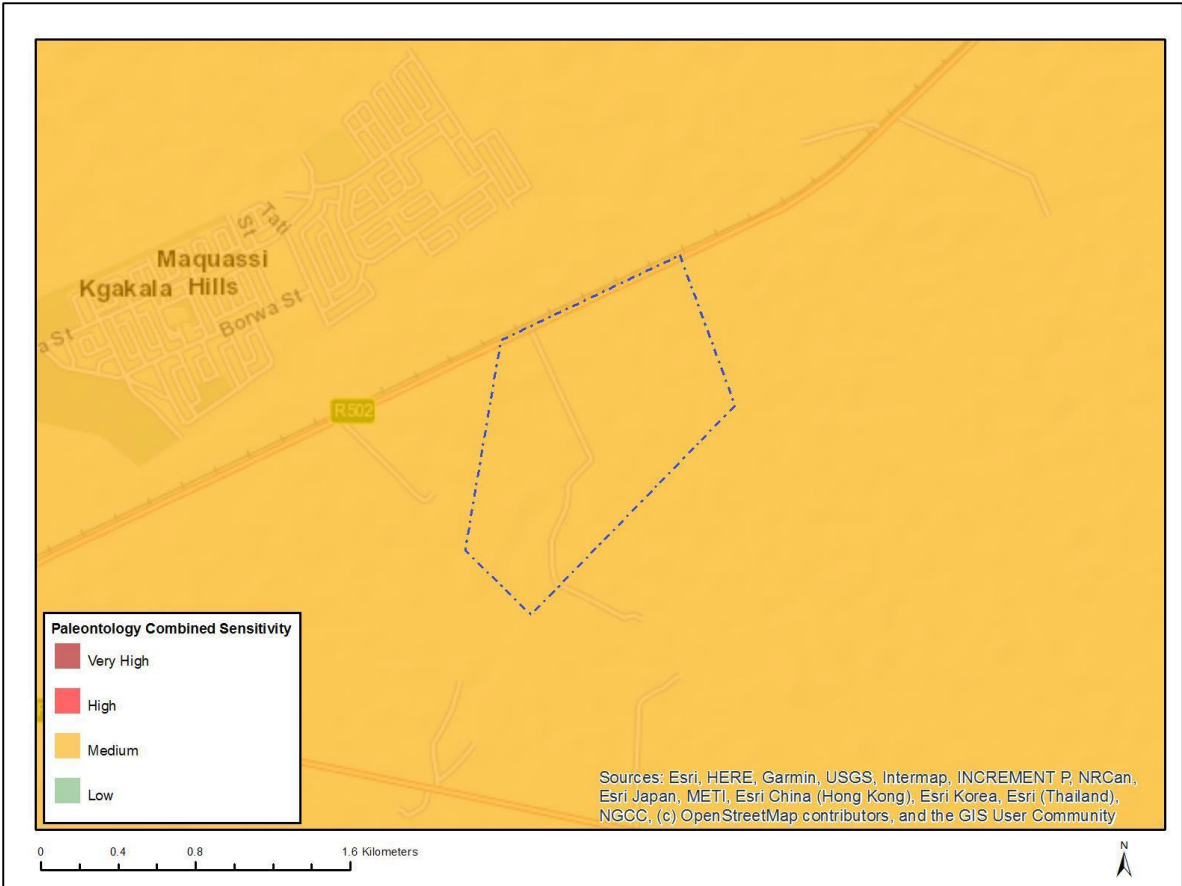 Tati
St
Maquassi
Kgakala Hills
Borwa St
a St
R502
Paleontology Combined Sensitivity
Very High
High
Medium
Low
Sources: Esri, HERE, Garmin, USGS, Intermap, INCREMENT P, NRCan,
Esri Japan, METI, Esri China (Hong Kong), Esri Korea, Esri (Thailand),
NGCC, (c) OpenStreetMap contributors, and the GIS User Community
0 0.4 0.8 1.6 Kilometers
N